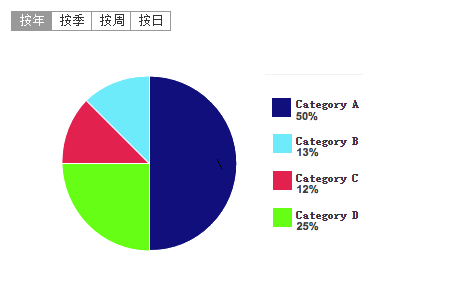 按年 按季 按周 按日
Category A
50%
Category B
13%
Category C
12%
Category D
25%